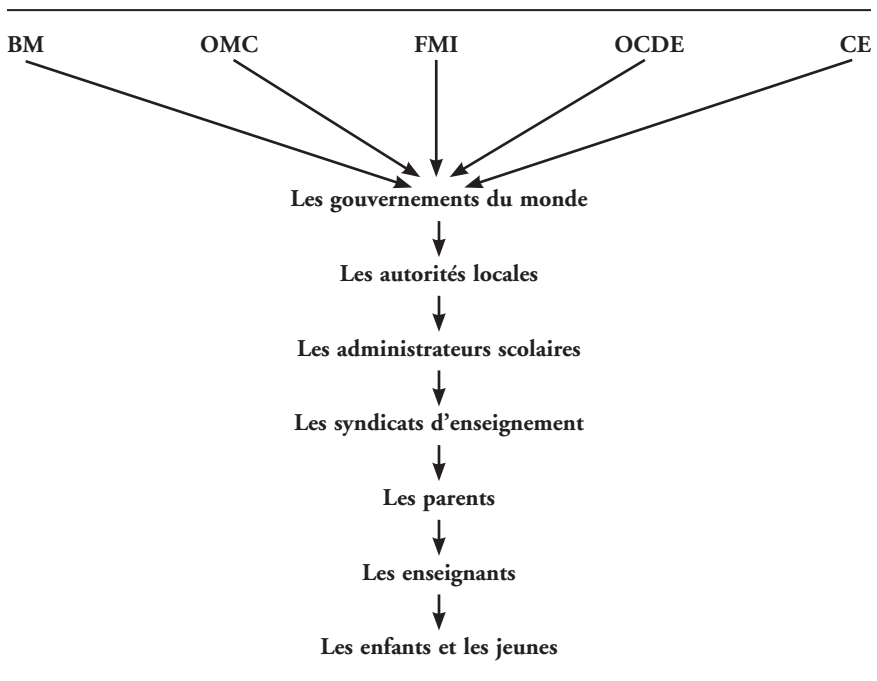 BM OMC FMI OCDE CE
Les gouvernements du monde
Les autorités locales
Les administrateurs scolaires
Les syndicats d'enseignement
Les parents
Les enseignants
Les enfants et les jeunes